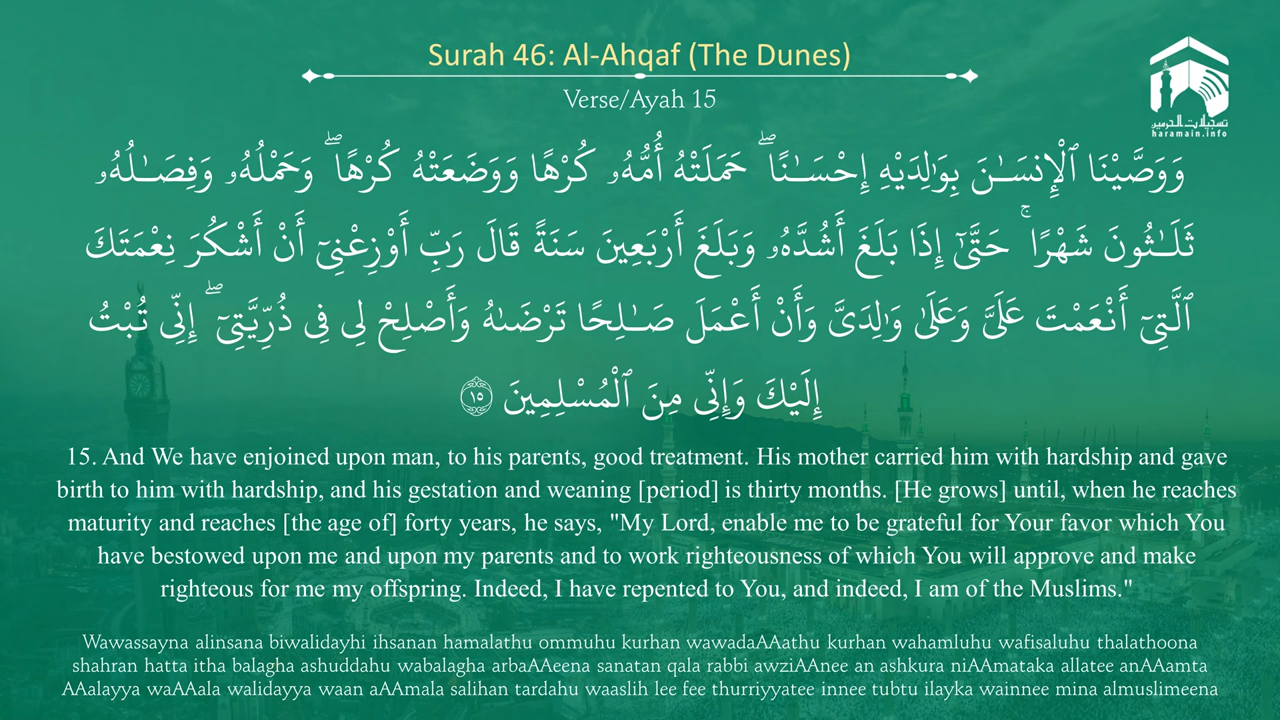 Surah 46: Al-Ahqaf (The Dunes)
Verse/Ayah 15
تسجيلات الحرمين
haramain.info
وَوَصَّيْنَا ٱلْإِنسَـٰنَ بِوَٰلِدَيْهِ إِحْسَـٰنًا ۖ حَمَلَتْهُ أُمُّهُۥ كُرْهًا وَوَضَعَتْهُ كُرْهًا ۖ وَحَمْلُهُۥ وَفِصَـٰلُهُۥ
ثَلَـٰثُونَ شَهْرًا ۚ حَتَّىٰٓ إِذَا بَلَغَ أَشُدَّهُۥ وَبَلَغَ أَرْبَعِينَ سَنَةً قَالَ رَبِّ أَوْزِعْنِىٓ أَنْ أَشْكُرَ نِعْمَتَكَ
ٱلَّتِىٓ أَنْعَمْتَ عَلَىَّ وَعَلَىٰ وَٰلِدَىَّ وَأَنْ أَعْمَلَ صَـٰلِحًا تَرْضَىٰهُ وَأَصْلِحْ لِى فِى ذُرِّيَّتِىٓ ۖ إِنِّى تُبْتُ
إِلَيْكَ وَإِنِّى مِنَ ٱلْمُسْلِمِينَ ١٥
15. And We have enjoined upon man, to his parents, good treatment. His mother carried him with hardship and gave
birth to him with hardship, and his gestation and weaning [period] is thirty months. [He grows] until, when he reaches
maturity and reaches [the age of] forty years, he says, "My Lord, enable me to be grateful for Your favor which You
have bestowed upon me and upon my parents and to work righteousness of which You will approve and make
righteous for me my offspring. Indeed, I have repented to You, and indeed, I am of the Muslims."
Wawassayna alinsana biwalidayhi ihsanan hamalathu ommuhu kurhan wawadaAAathu kurhan wahamluhu wafisaluhu thalathoona
shahran hatta itha balagha ashuddahu wabalagha arbaAAeena sanatan qala rabbi awziAAnee an ashkura niAAmataka allatee anAAamta
AAalayya waAAala walidayya waan aAAmala salihan tardahu waaslih lee fee thurriyyatee innee tubtu ilayka wainnee mina almuslimeena